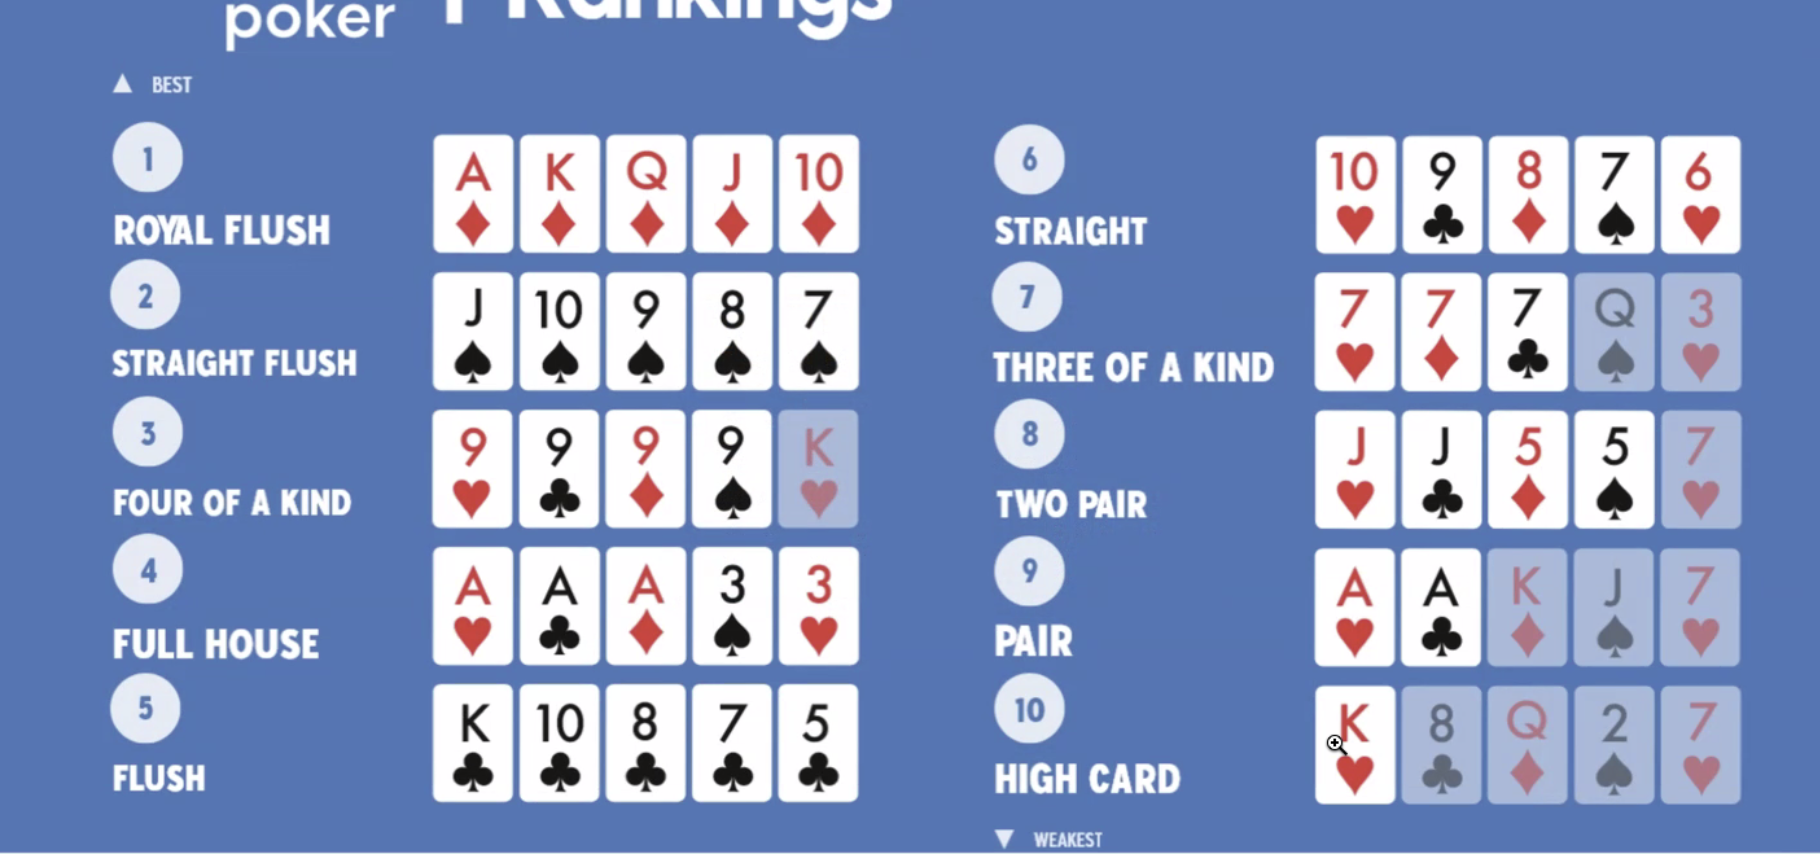 poker Rankings
BEST
1
ROYAL FLUSH
A K Q J 10
2
STRAIGHT FLUSH
J 10 9 8 7
3
FOUR OF A KIND
9 9 9 9 K
4
FULL HOUSE
A A A 3 3
5
FLUSH
K 10 8 7 5
6
STRAIGHT
10 9 8 7 6
7
THREE OF A KIND
7 7 7 Q 3
8
TWO PAIR
J J 5 5 7
9
PAIR
A A K J 7
10
HIGH CARD
K 8 Q 2 7
WEAKEST